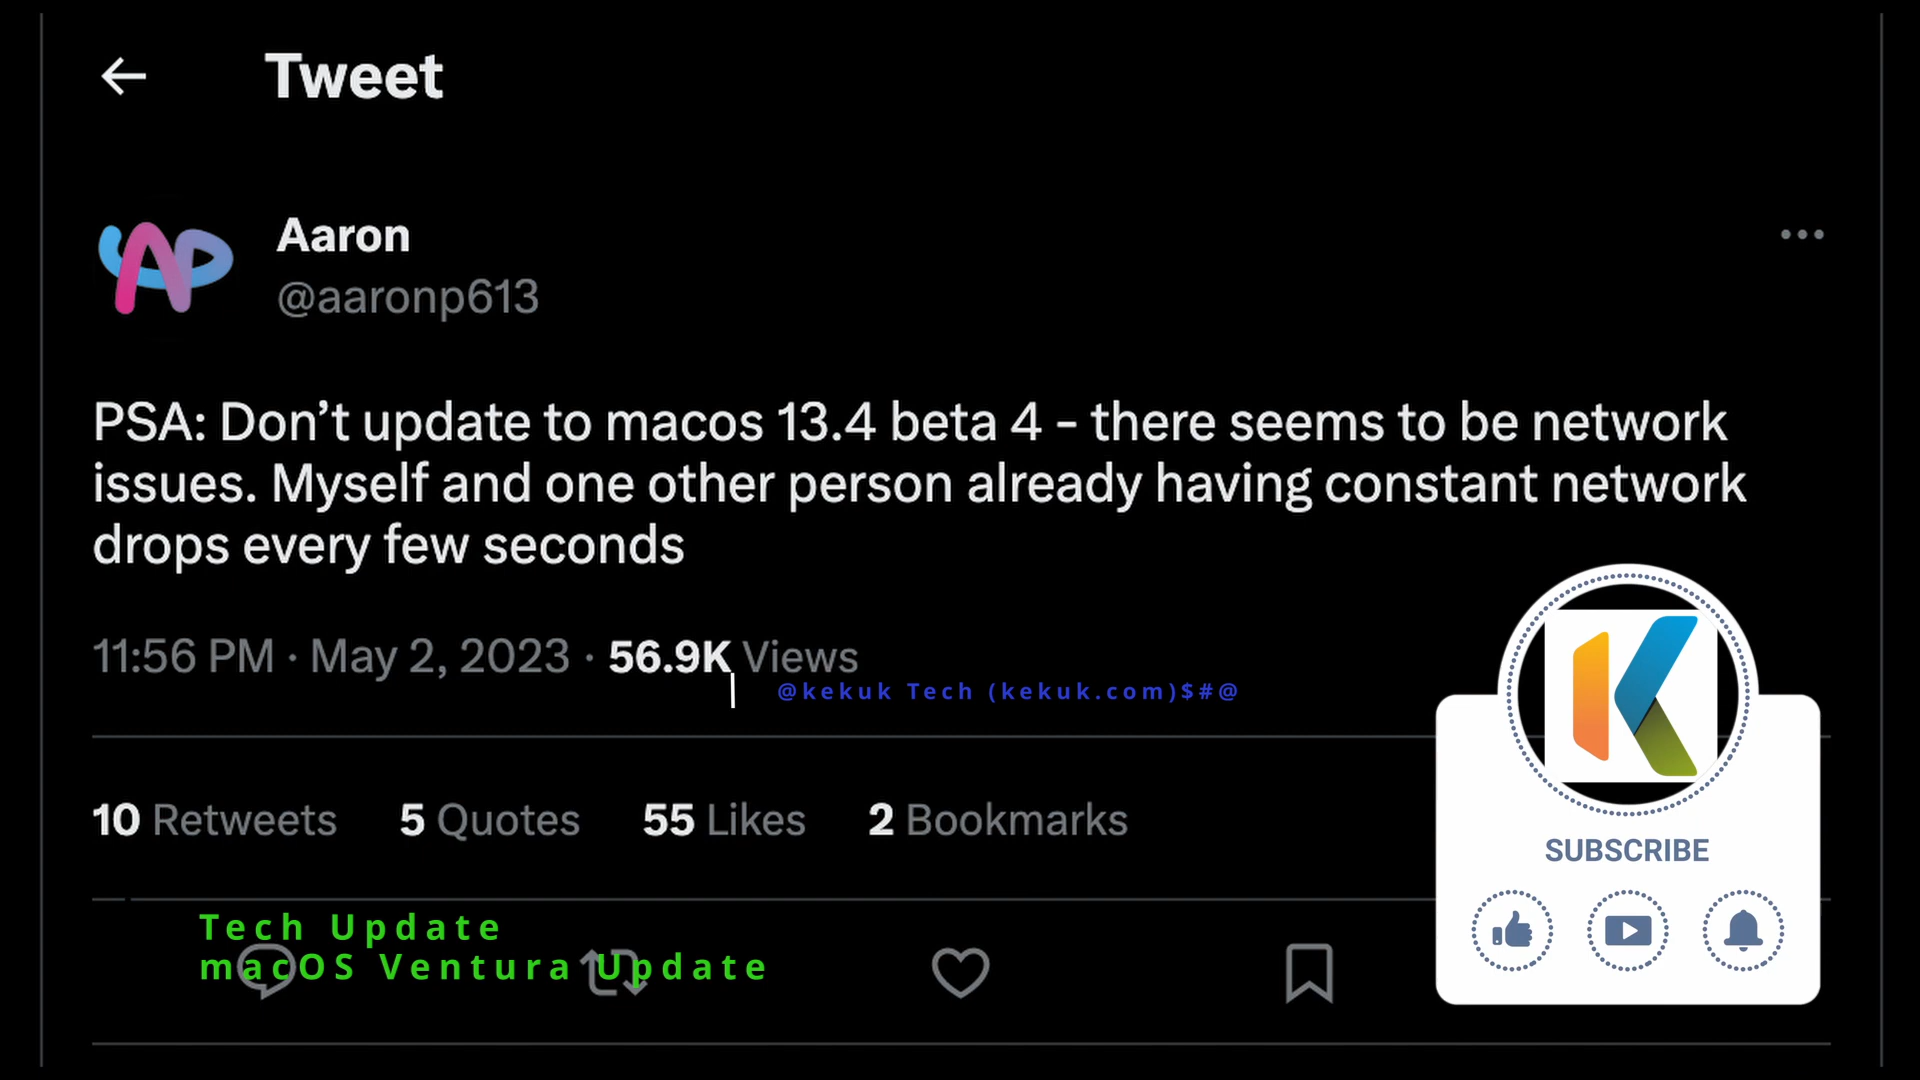 Tweet
Aaron
@aaronp613
PSA: Don’t update to macos 13.4 beta 4 – there seems to be network
issues. Myself and one other person already having constant network
drops every few seconds
11:56 PM · May 2, 2023 · 56.9K Views
@kekuk Tech (kekuk.com)$#@
10 Retweets 5 Quotes 55 Likes 2 Bookmarks
SUBSCRIBE
Tech Update
macOS Ventura Update